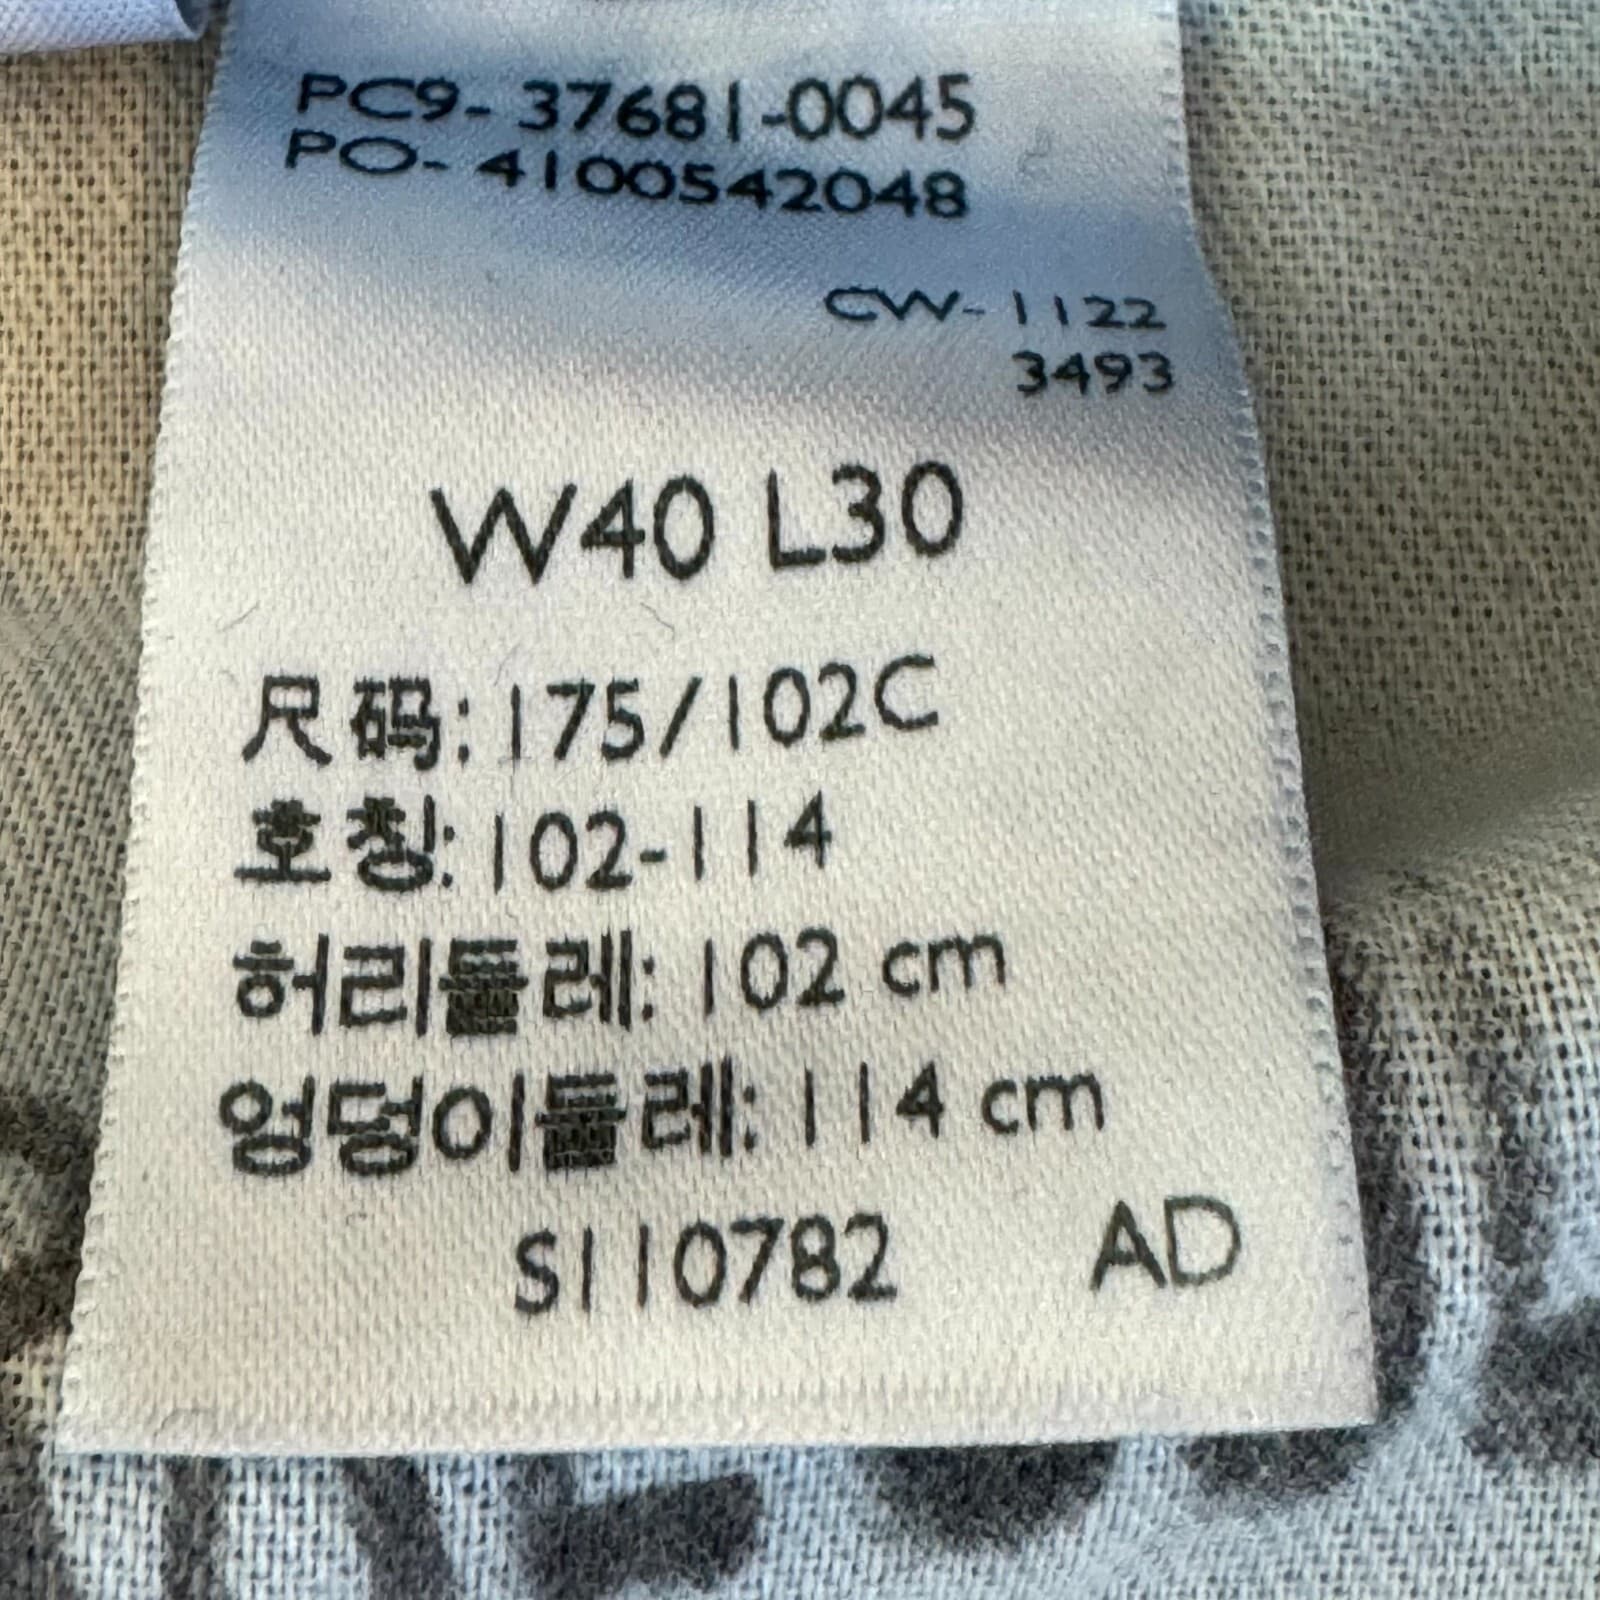 PC9- 37681-0045
PO- 4100542048
CW- 1122
3493
W40 L30
尺码: 175/102C
호칭: 102-114
허리둘레: 102 cm
엉덩이둘레: 114 cm
S110782 AD